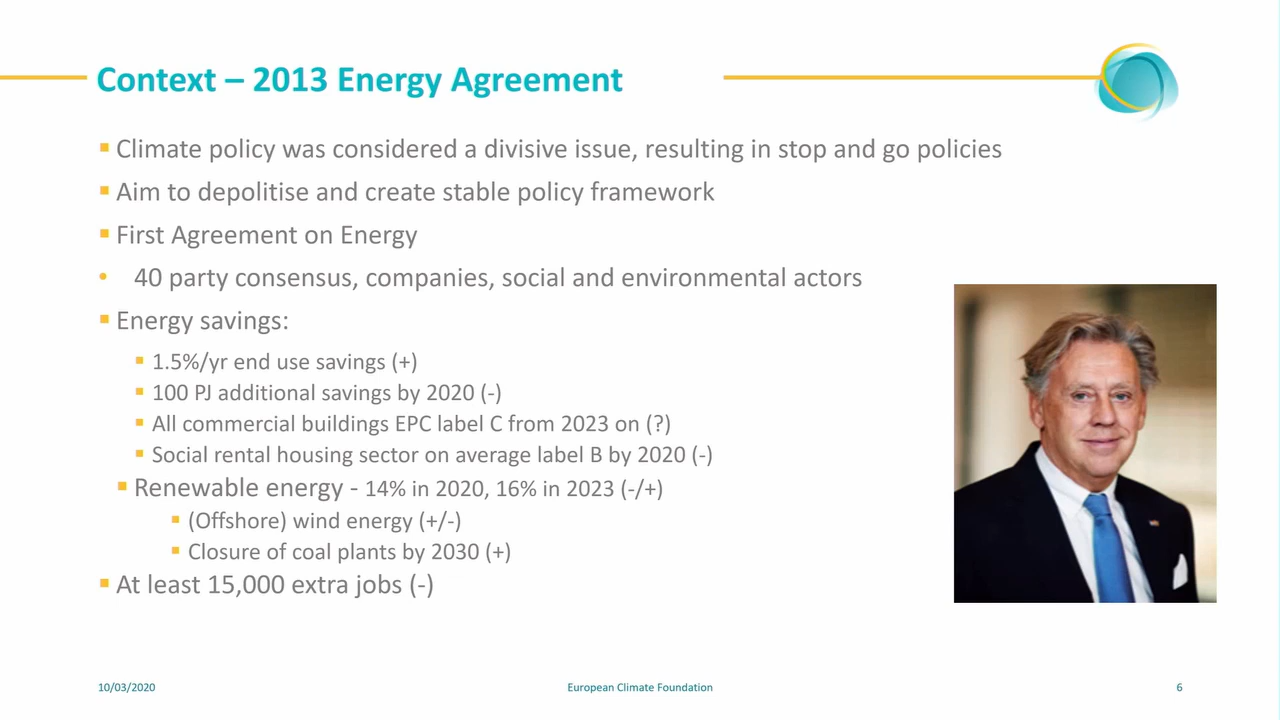 Context – 2013 Energy Agreement
Climate policy was considered a divisive issue, resulting in stop and go policies
Aim to depolitise and create stable policy framework
First Agreement on Energy
40 party consensus, companies, social and environmental actors
Energy savings:
1.5%/yr end use savings (+)
100 PJ additional savings by 2020 (-)
All commercial buildings EPC label C from 2023 on (?)
Social rental housing sector on average label B by 2020 (-)
Renewable energy - 14% in 2020, 16% in 2023 (-/+)
(Offshore) wind energy (+/-)
Closure of coal plants by 2030 (+)
At least 15,000 extra jobs (-)
10/03/2020
European Climate Foundation
6